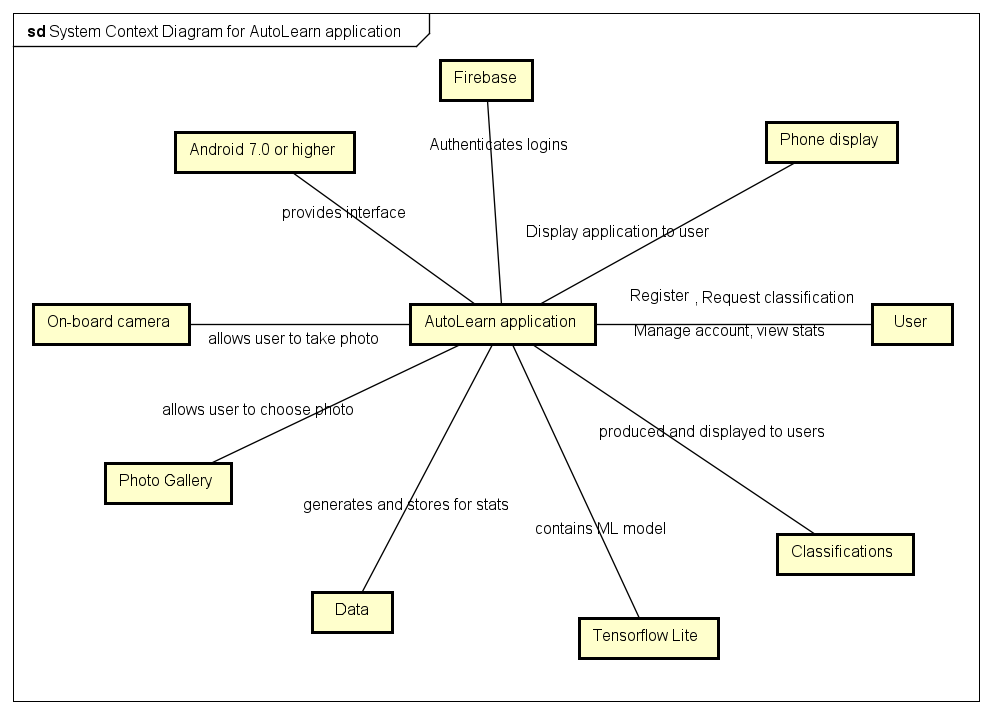 sd System Context Diagram for AutoLearn application
Firebase
Phone display
Android 7.0 or higher
Authenticates logins
provides interface
Display application to user
Register , Request classification
On-board camera
AutoLearn application
User
allows user to take photo
Manage account, view stats
allows user to choose photo
produced and displayed to users
Photo Gallery
generates and stores for stats
contains ML model
Classifications
Data
Tensorflow Lite